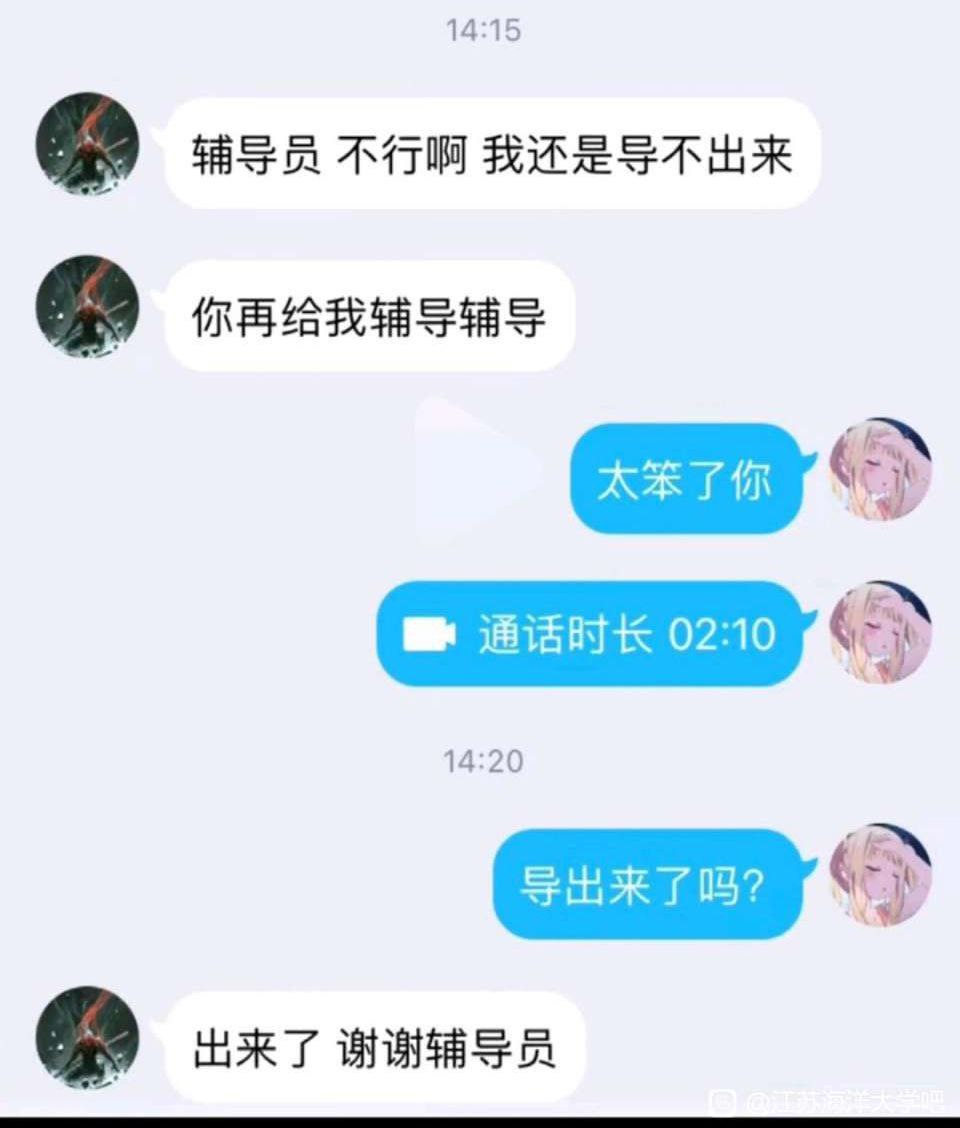 14:15
辅导员 不行啊 我还是导不出来
你再给我辅导辅导
太笨了你
通话时长 02:10
14:20
导出来了吗?
出来了 谢谢辅导员
@江苏海洋大学吧